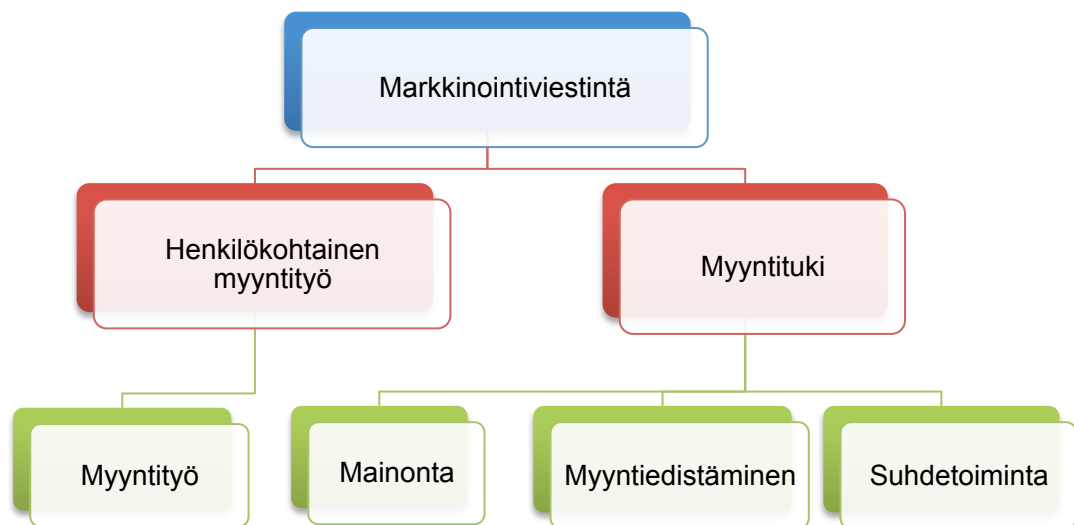 Markkinointiviestintä
Henkilökohtainen
myyntityö
Myyntituki
Myyntityö
Mainonta
Myyntiedistäminen
Suhdetoiminta